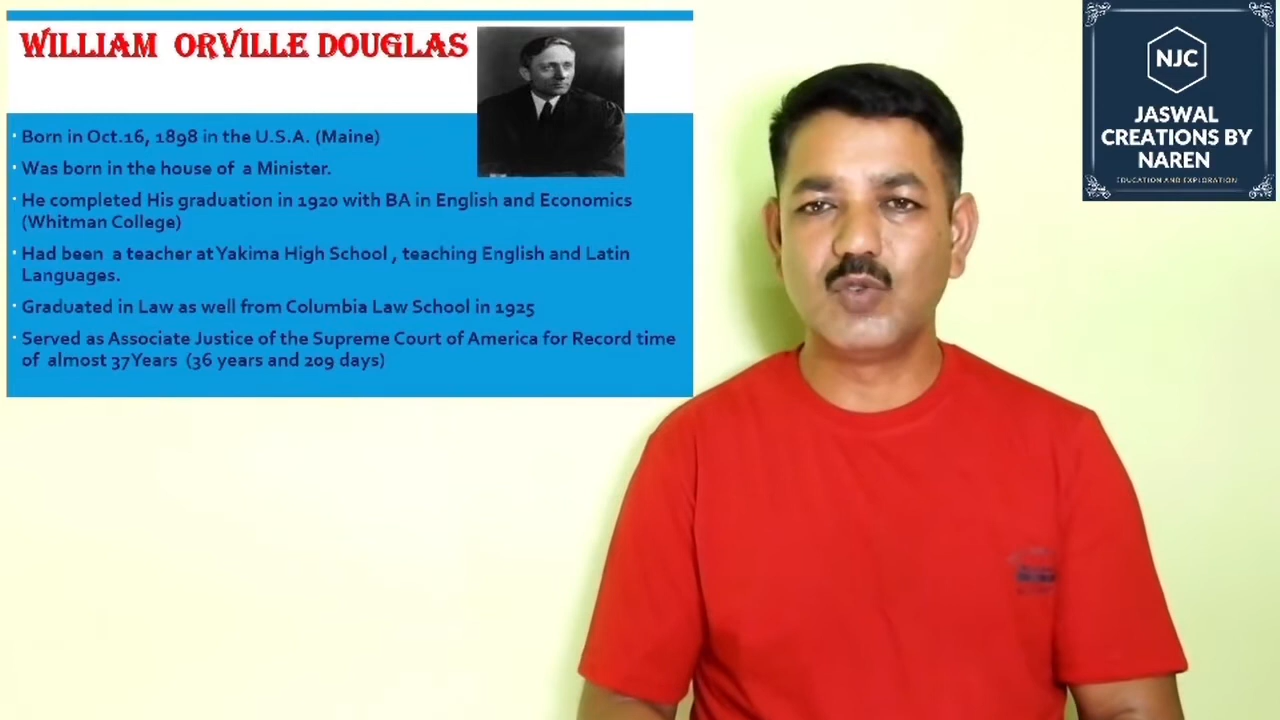 WILLIAM ORVILLE DOUGLAS
Born in Oct.16, 1898 in the U.S.A. (Maine)
Was born in the house of a Minister.
He completed His graduation in 1920 with BA in English and Economics
(Whitman College)
Had been a teacher at Yakima High School , teaching English and Latin
Languages.
Graduated in Law as well from Columbia Law School in 1925
Served as Associate Justice of the Supreme Court of America for Record time
of almost 37Years (36 years and 209 days)
NJC
JASWAL
CREATIONS BY
NAREN
EDUCATION AND EXPLORATION